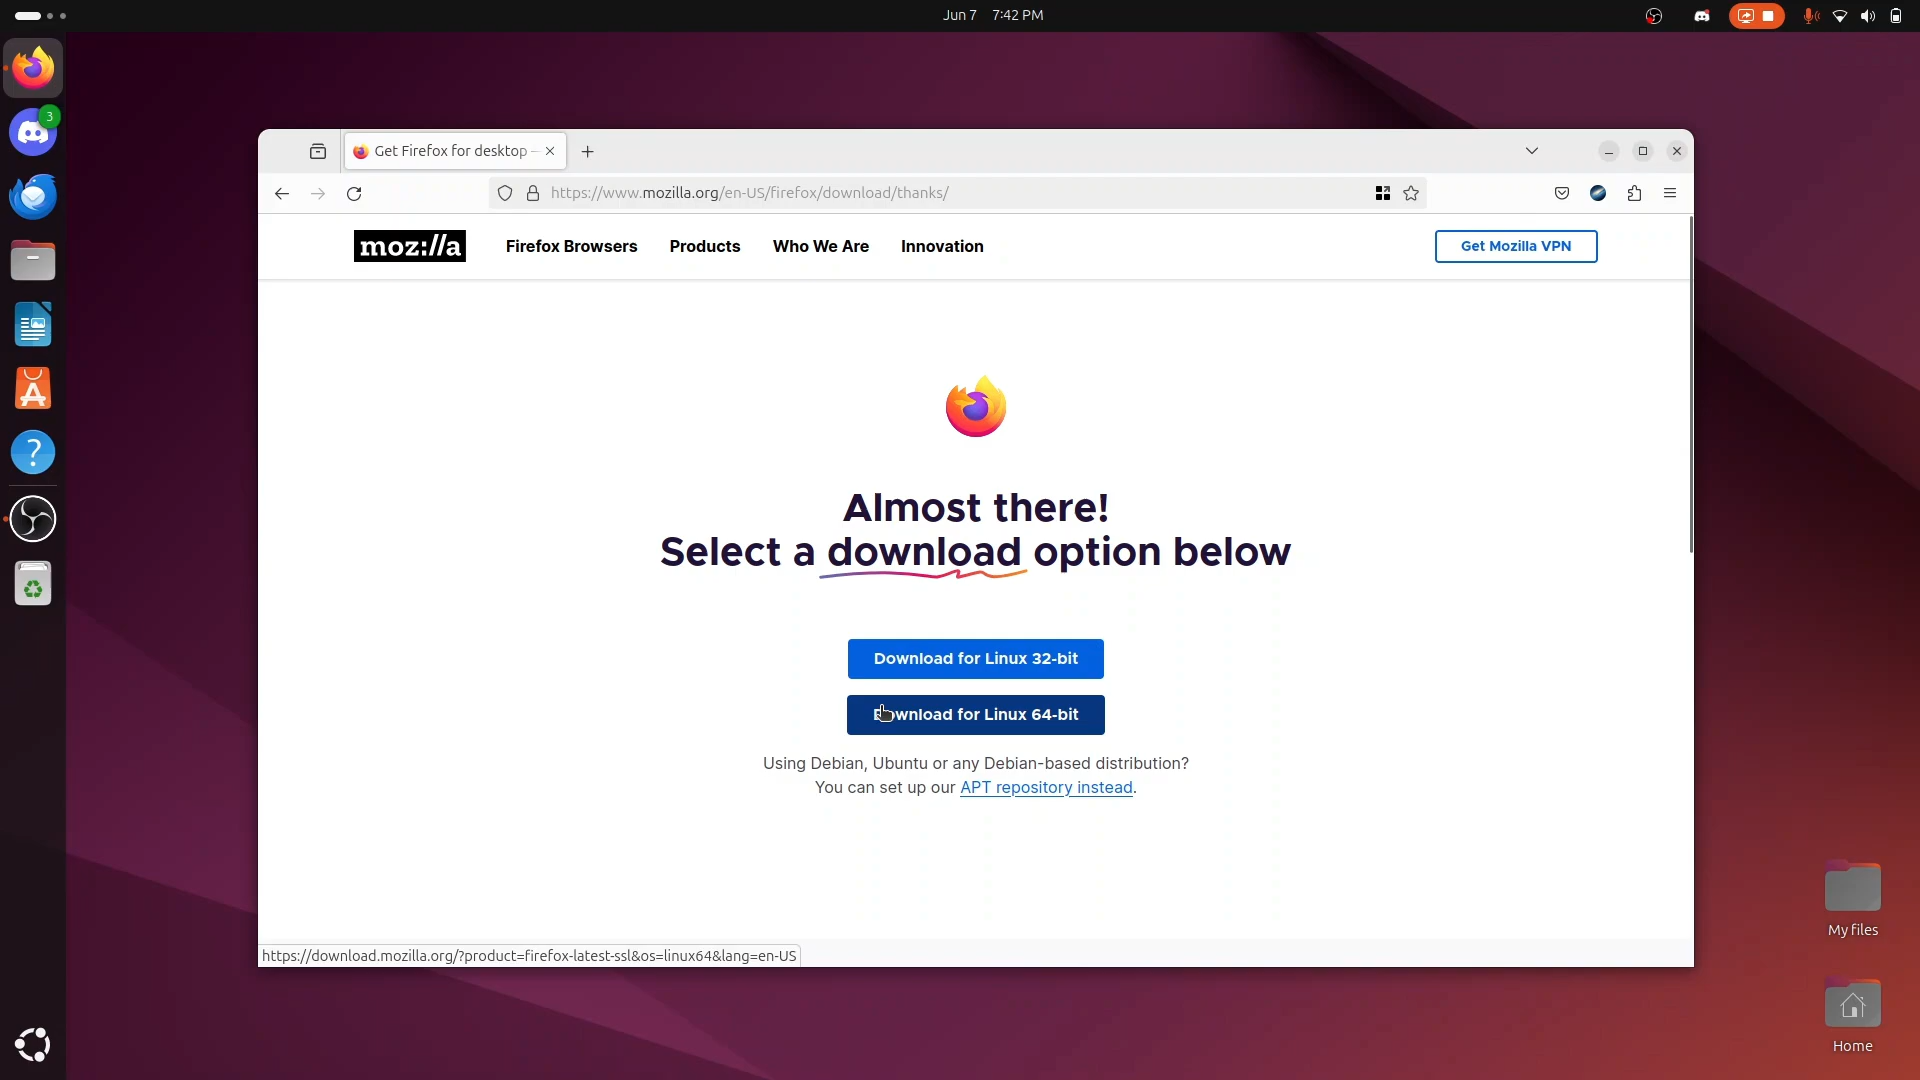 Jun 7 7:42 PM
3
Get Firefox for desktop –
https://www.mozilla.org/en-US/firefox/download/thanks/
moz://a
Firefox Browsers
Products
Who We Are
Innovation
Get Mozilla VPN
Almost there!
Select a download option below
Download for Linux 32-bit
Download for Linux 64-bit
Using Debian, Ubuntu or any Debian-based distribution?
You can set up our APT repository instead.
https://download.mozilla.org/?product=firefox-latest-ssl&os=linux64&lang=en-US
My files
Home